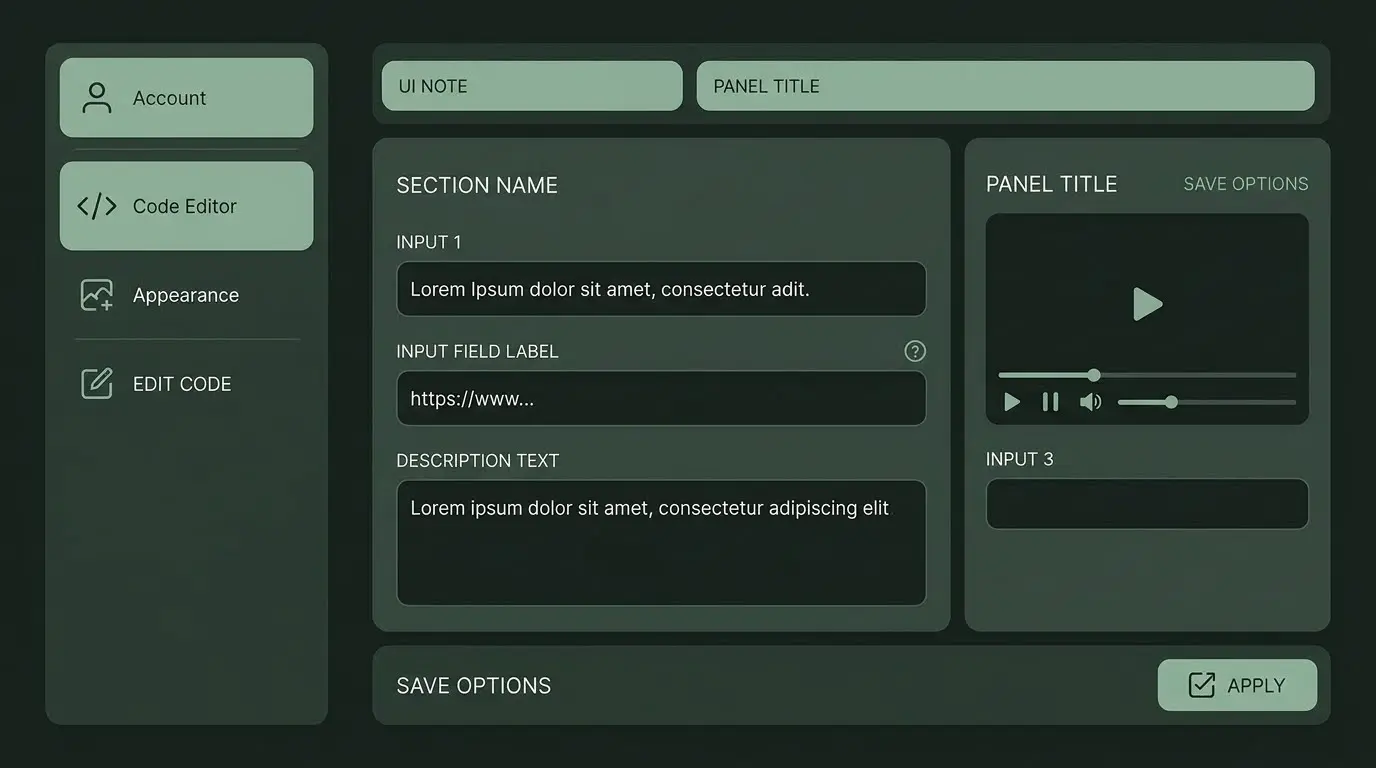 Account
Code Editor
Appearance
EDIT CODE
UI NOTE
PANEL TITLE
SECTION NAME
INPUT 1
Lorem Ipsum dolor sit amet, consectetur adit.
INPUT FIELD LABEL
?
https://www...
DESCRIPTION TEXT
Lorem ipsum dolor sit amet, consectetur adipiscing elit
PANEL TITLE
SAVE OPTIONS
INPUT 3
SAVE OPTIONS
APPLY